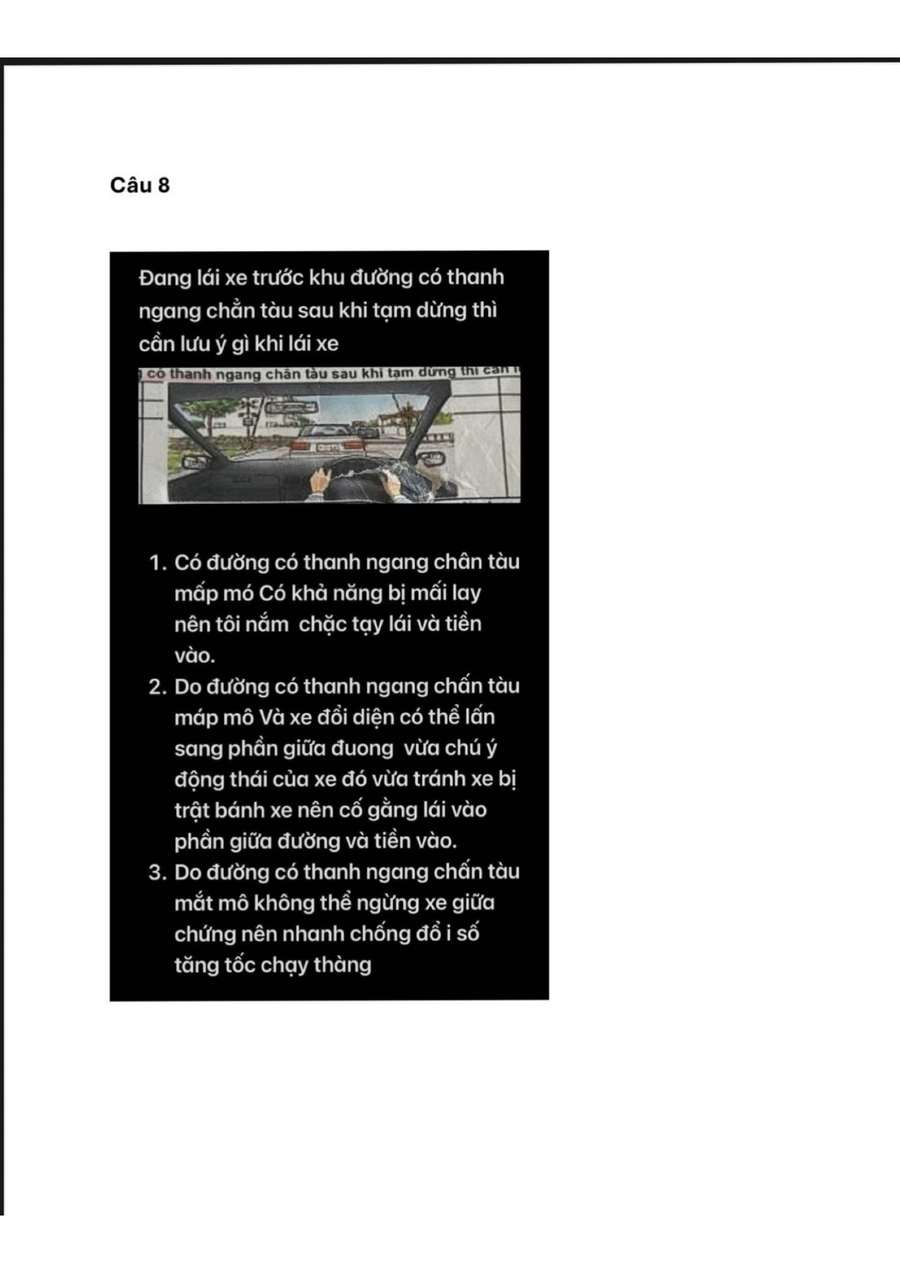 Câu 8
Đang lái xe trước khu đường có thanh
ngang chắn tàu sau khi tạm dừng thì
cần lưu ý gì khi lái xe
có thanh ngang chắn tàu sau khi tạm dừng thì cần
1. Có đường có thanh ngang chân tàu
mấp mó Có khả năng bị mối lay
nên tôi nắm chặc tạy lái và tiền
vào.
2. Do đường có thanh ngang chấn tàu
máp mô Và xe đổi diện có thể lấn
sang phần giữa đuong vừa chú ý
động thái của xe đó vừa tránh xe bị
trật bánh xe nên cố gằng lái vào
phần giữa đường và tiền vào.
3. Do đường có thanh ngang chấn tàu
mắt mô không thể ngừng xe giữa
chứng nên nhanh chống đổ i số
tăng tốc chạy thàng